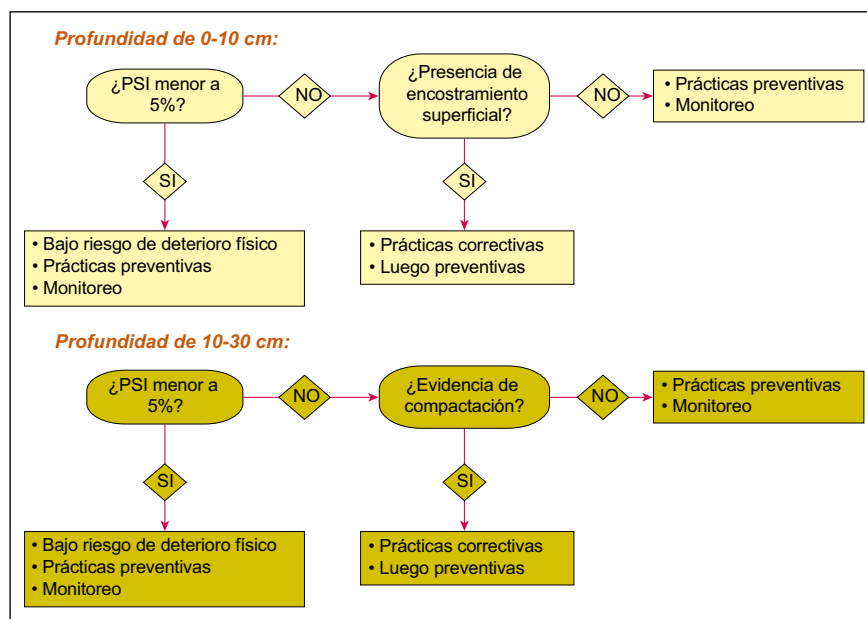 Profundidad de 0-10 cm:
¿PSI menor a
5%?
NO
¿Presencia de
encostramiento
superficial?
NO
• Prácticas preventivas
• Monitoreo
SI
SI
• Bajo riesgo de deterioro físico
• Prácticas preventivas
• Monitoreo
• Prácticas correctivas
• Luego preventivas
Profundidad de 10-30 cm:
¿PSI menor a
5%?
NO
¿Evidencia de
compactación?
NO
• Prácticas preventivas
• Monitoreo
SI
SI
• Bajo riesgo de deterioro físico
• Prácticas preventivas
• Monitoreo
• Prácticas correctivas
• Luego preventivas